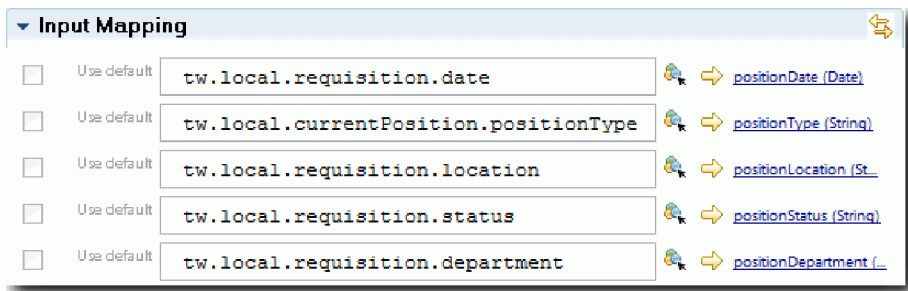 Input Mapping
Use default tw.local.requisition.date positionDate (Date)
Use default tw.local.currentPosition.positionType positionType (String)
Use default tw.local.requisition.location positionLocation (St...
Use default tw.local.requisition.status positionStatus (String)
Use default tw.local.requisition.department positionDepartment (...